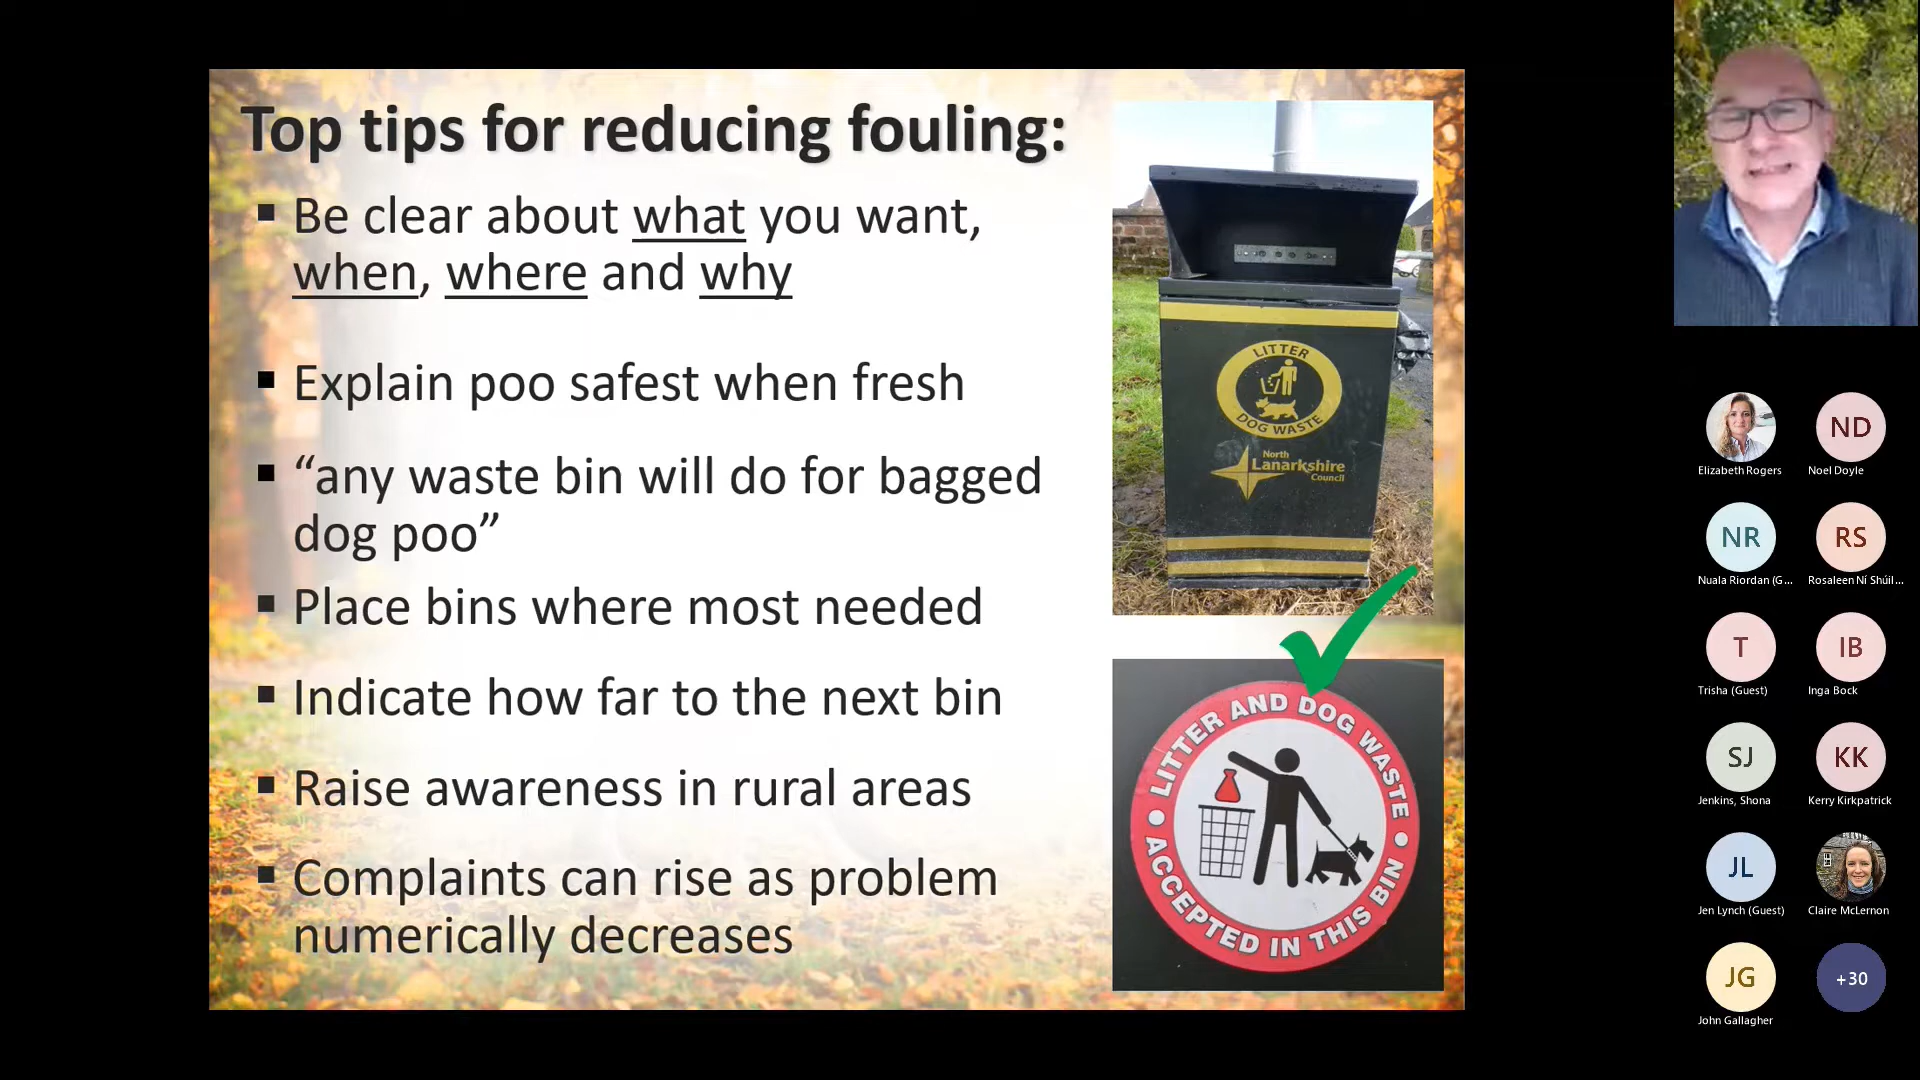 Top tips for reducing fouling:
Be clear about what you want,
when, where and why
Explain poo safest when fresh
“any waste bin will do for bagged
dog poo”
Place bins where most needed
Indicate how far to the next bin
Raise awareness in rural areas
Complaints can rise as problem
numerically decreases
LITTER
DOG WASTE
North
Lanarkshire
Council
LITTER AND DOG WASTE
ACCEPTED IN THIS BIN
Elizabeth Rogers
ND
Noel Doyle
NR
Nuala Riordan (G...
RS
Rosaleen Ní Shúil...
T
Trisha (Guest)
IB
Inga Bock
SJ
Jenkins, Shona
KK
Kerry Kirkpatrick
JL
Jen Lynch (Guest)
Claire McLernon
JG
John Gallagher
+30